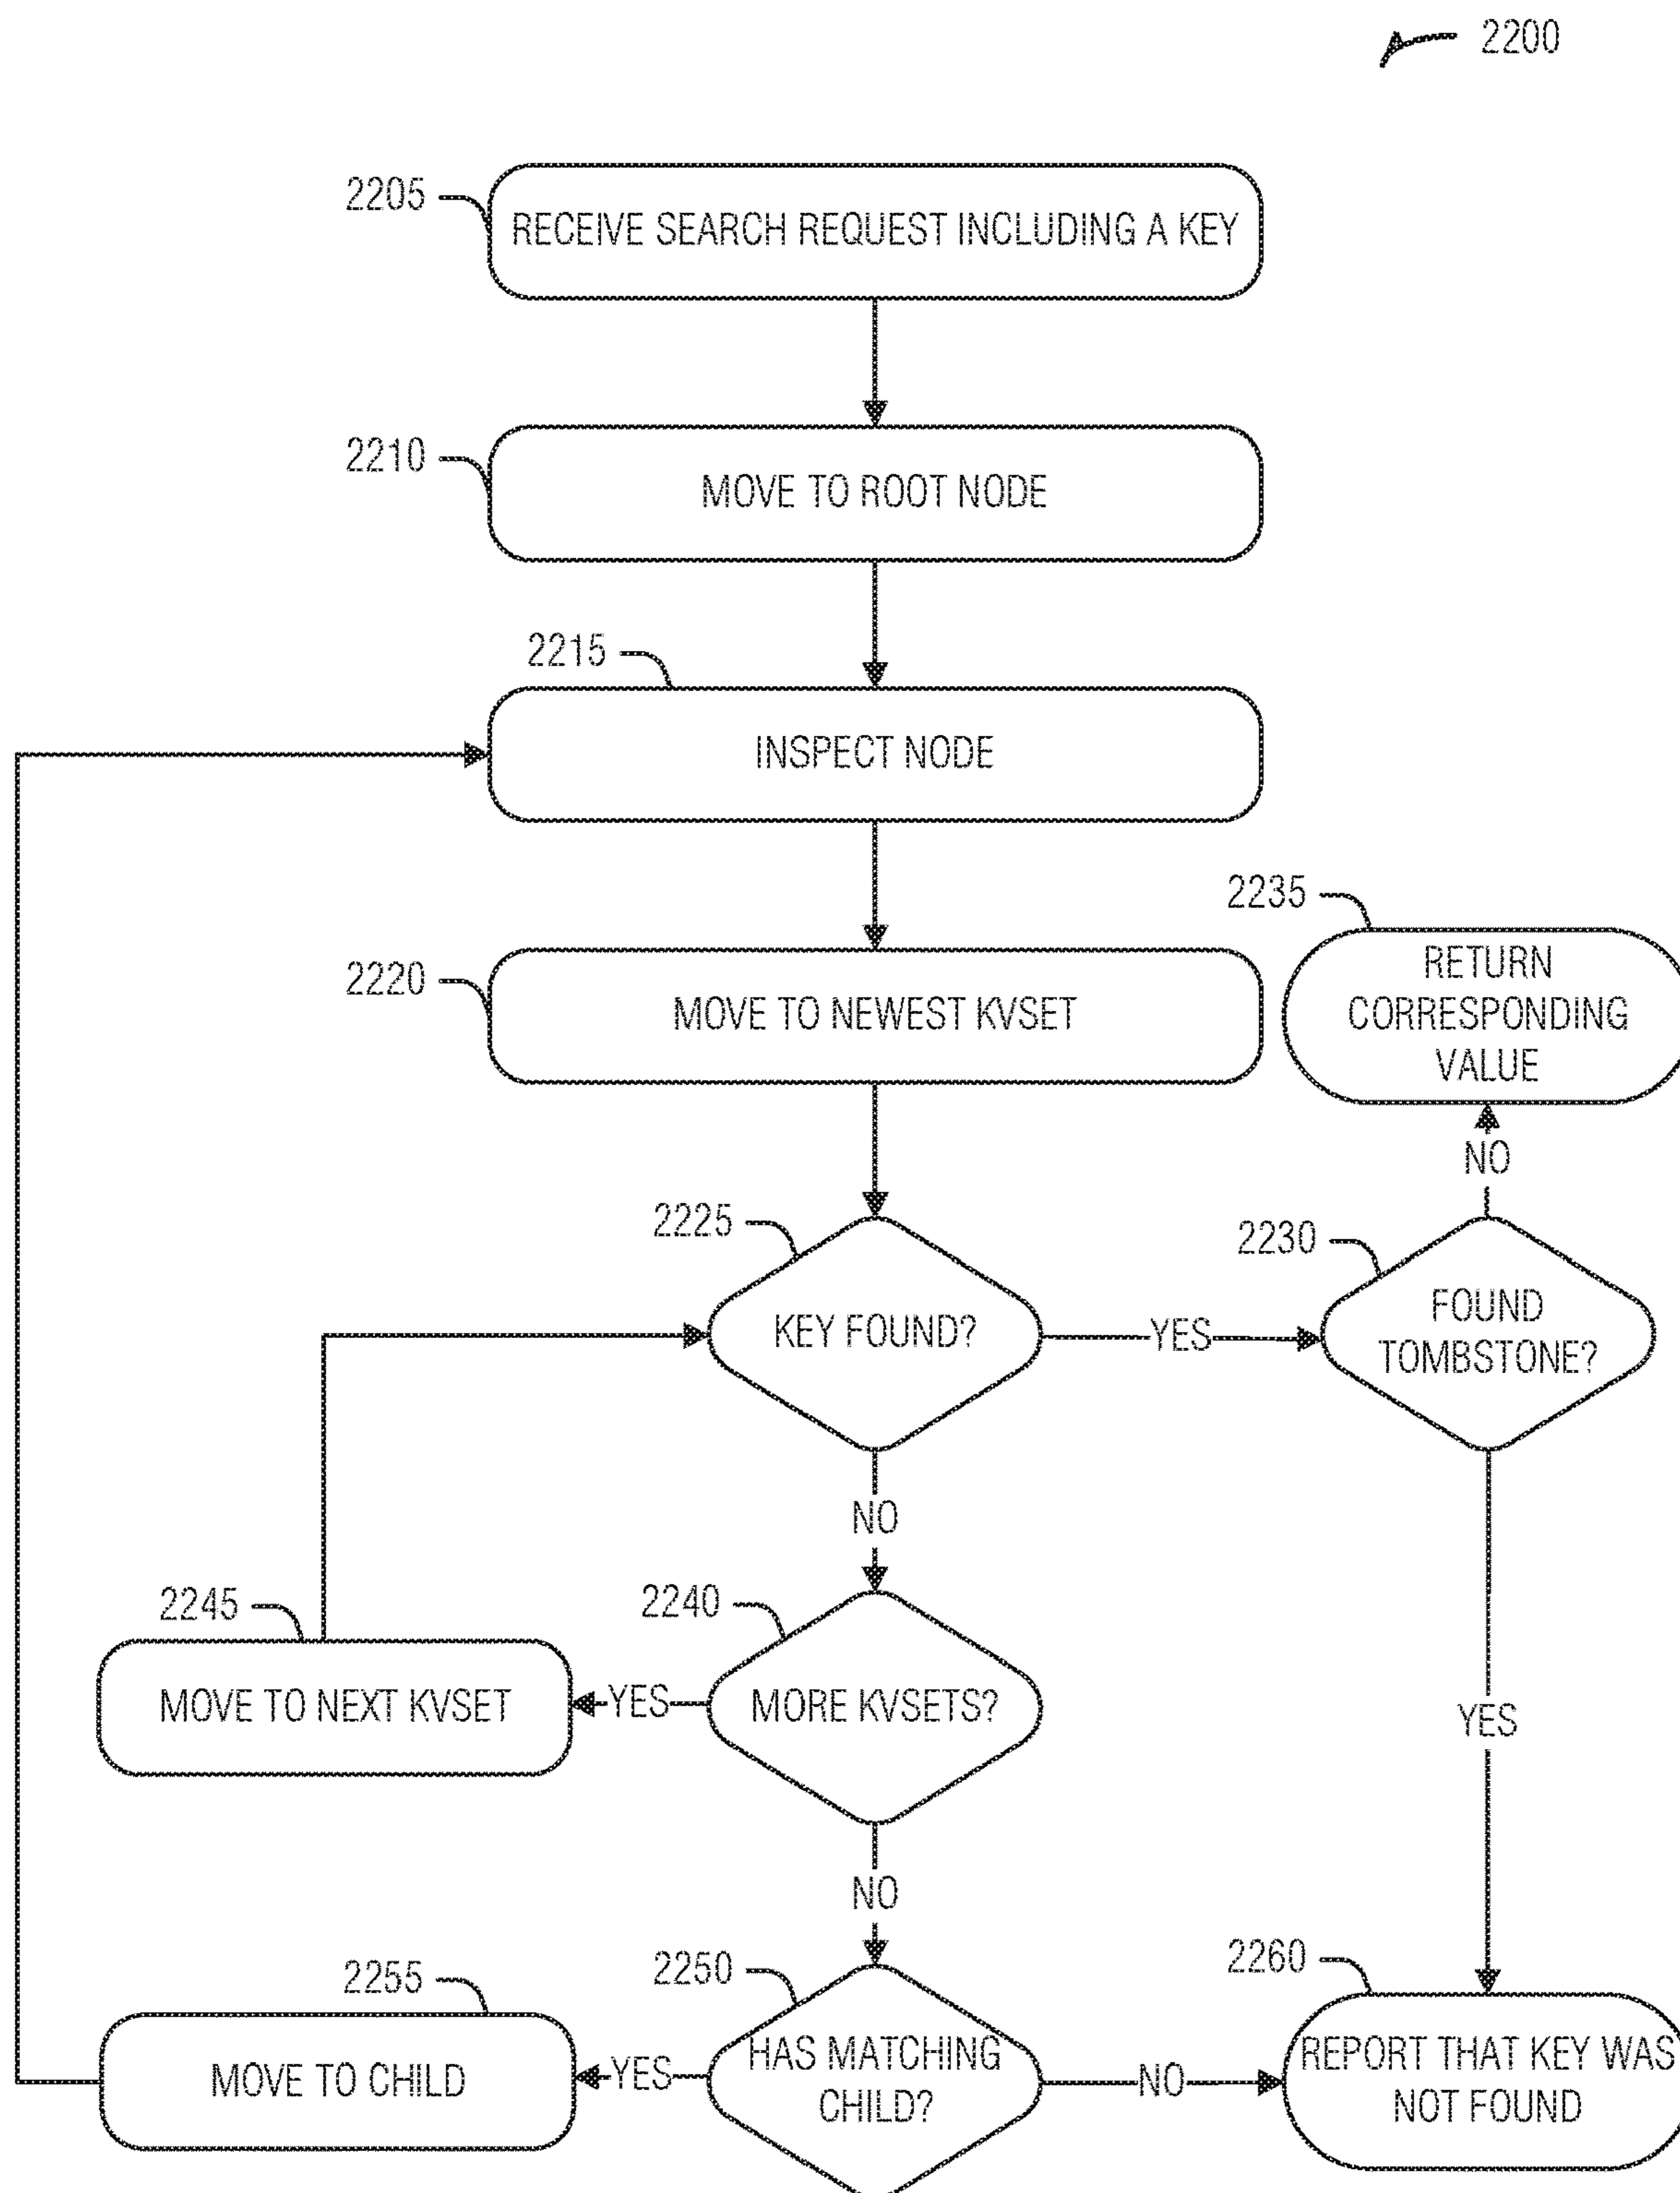 2200
2205
RECEIVE SEARCH REQUEST INCLUDING A KEY
2210
MOVE TO ROOT NODE
2215
INSPECT NODE
2220
MOVE TO NEWEST KVSET
2235
RETURN
CORRESPONDING
VALUE
NO
2225
KEY FOUND?
YES
2230
FOUND
TOMBSTONE?
NO
2245
MOVE TO NEXT KVSET
YES
2240
MORE KVSETS?
YES
NO
2255
MOVE TO CHILD
YES
2250
HAS MATCHING
CHILD?
NO
2260
REPORT THAT KEY WAS
NOT FOUND